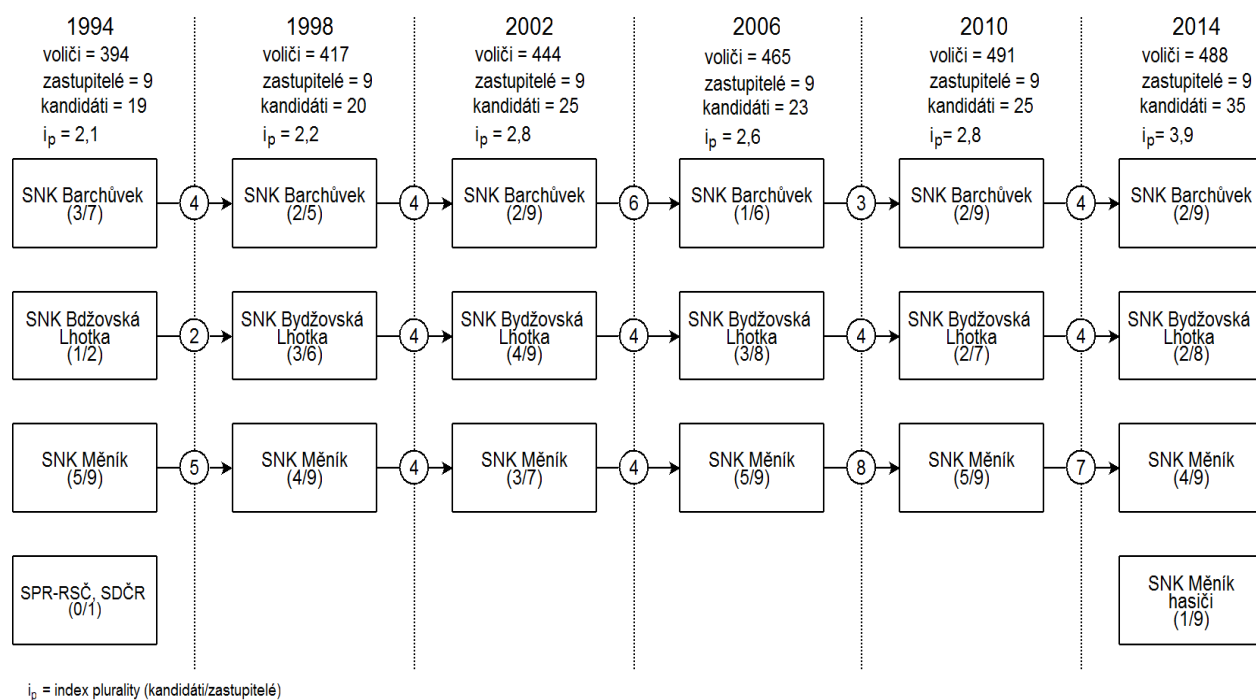 1994
voliči = 394
zastupitelé = 9
kandidáti = 19
ip = 2,1
1998
voliči = 417
zastupitelé = 9
kandidáti = 20
ip = 2,2
2002
voliči = 444
zastupitelé = 9
kandidáti = 25
ip = 2,8
2006
voliči = 465
zastupitelé = 9
kandidáti = 23
ip = 2,6
2010
voliči = 491
zastupitelé = 9
kandidáti = 25
ip= 2,8
2014
voliči = 488
zastupitelé = 9
kandidáti = 35
ip= 3,9
SNK Barchůvek
(3/7)
4
SNK Barchůvek
(2/5)
4
SNK Barchůvek
(2/9)
6
SNK Barchůvek
(1/6)
3
SNK Barchůvek
(2/9)
4
SNK Barchůvek
(2/9)
SNK Bdžovská
Lhotka
(1/2)
2
SNK Bydžovská
Lhotka
(3/6)
4
SNK Bydžovská
Lhotka
(4/9)
4
SNK Bydžovská
Lhotka
(3/8)
4
SNK Bydžovská
Lhotka
(2/7)
4
SNK Bydžovská
Lhotka
(2/8)
SNK Měník
(5/9)
5
SNK Měník
(4/9)
4
SNK Měník
(3/7)
4
SNK Měník
(5/9)
8
SNK Měník
(5/9)
7
SNK Měník
(4/9)
SPR-RSČ, SDČR
(0/1)
SNK Měník
hasiči
(1/9)
ip = index plurality (kandidáti/zastupitelé)